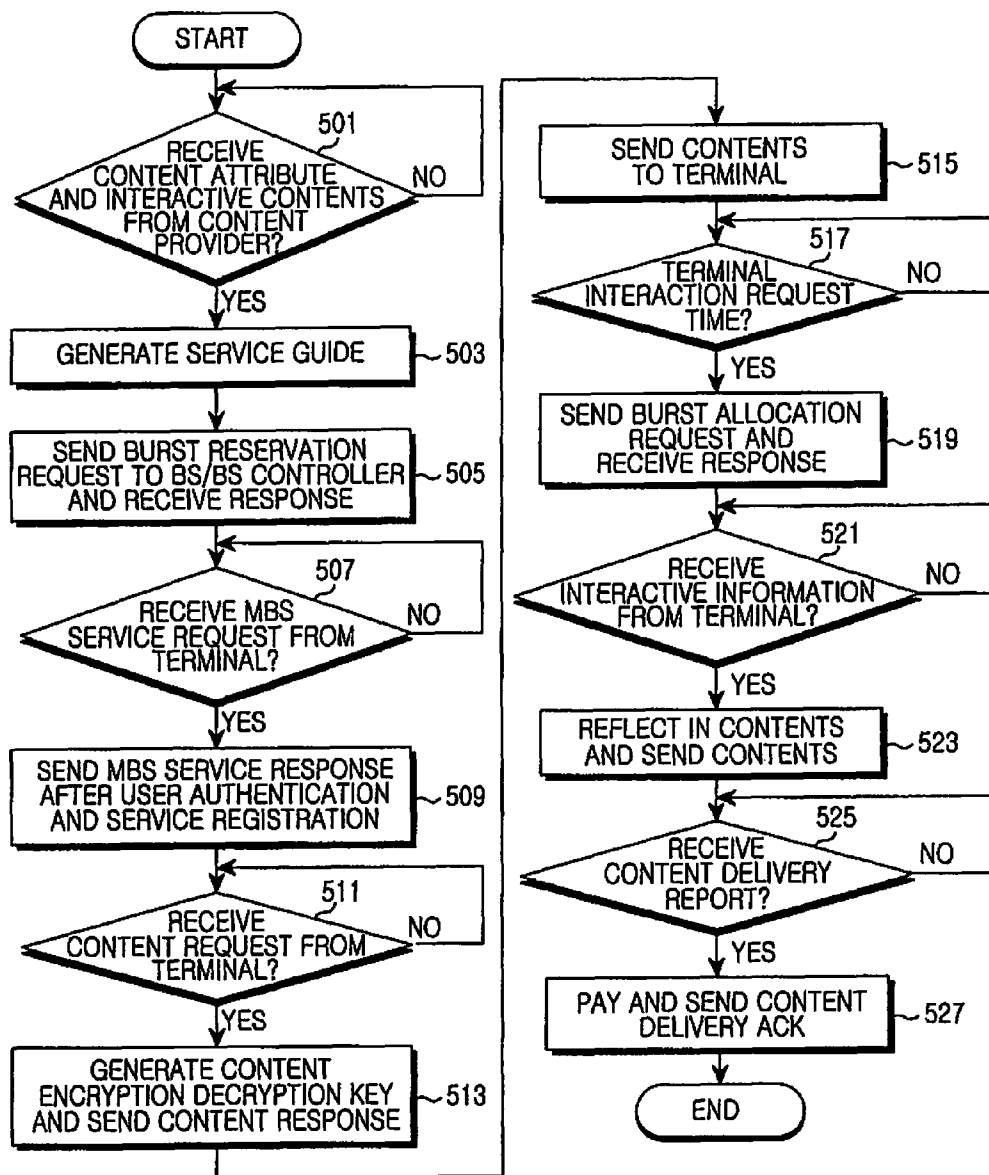 START
501
RECEIVE
CONTENT ATTRIBUTE
AND INTERACTIVE CONTENTS
FROM CONTENT
PROVIDER?
NO
YES
GENERATE SERVICE GUIDE
503
SEND BURST RESERVATION
REQUEST TO BS/BS CONTROLLER
AND RECEIVE RESPONSE
505
507
RECEIVE MBS
SERVICE REQUEST FROM
TERMINAL?
NO
YES
SEND MBS SERVICE RESPONSE
AFTER USER AUTHENTICATION
AND SERVICE REGISTRATION
509
511
RECEIVE
CONTENT REQUEST FROM
TERMINAL?
NO
YES
GENERATE CONTENT
ENCRYPTION DECRYPTION KEY
AND SEND CONTENT RESPONSE
513
SEND CONTENTS
TO TERMINAL
515
517
TERMINAL
INTERACTION REQUEST
TIME?
NO
YES
SEND BURST ALLOCATION
REQUEST AND
RECEIVE RESPONSE
519
521
RECEIVE
INTERACTIVE INFORMATION
FROM TERMINAL?
NO
YES
REFLECT IN CONTENTS
AND SEND CONTENTS
523
525
RECEIVE
CONTENT DELIVERY
REPORT?
NO
YES
PAY AND SEND CONTENT
DELIVERY ACK
527
END